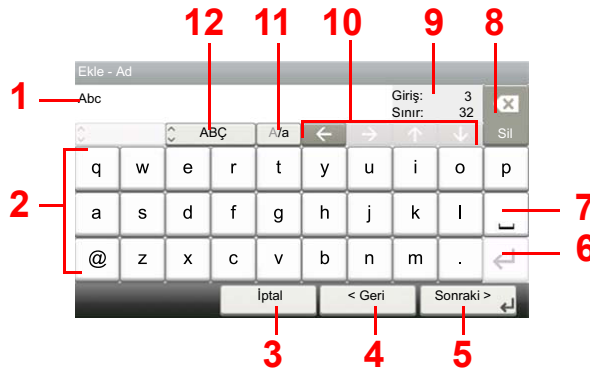 12 11 10 9 8
Ekle - Ad
1 Abc Giriş: 3
Sınır: 32
ABÇ A/a ← → ↑ ↓ Sil
2 q w e r t y u i o p
a s d f g h j k l 7
@ z x c v b n m . 6
İptal < Geri Sonraki >
3 4 5